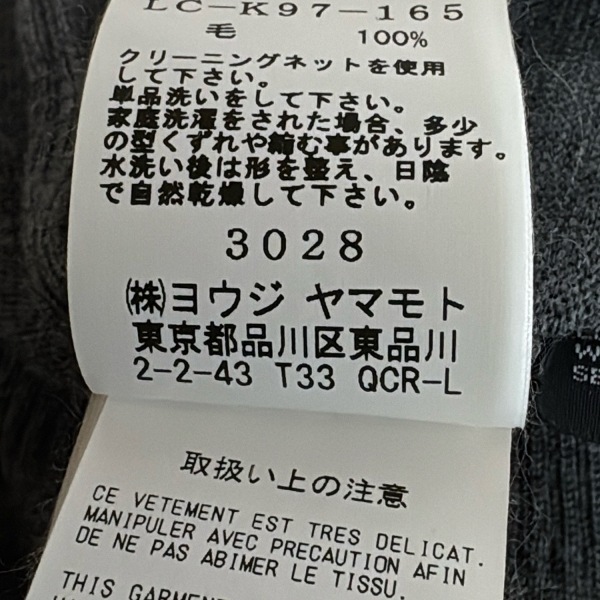 LC-K97-165
毛 100%
クリーニングネットを使用
して下さい。
単品洗いをして下さい。
家庭洗濯をされた場合、多少
の型くずれや縮む事があります。
水洗い後は形を整え、日陰
で自然乾燥して下さい。
3028
㈱ヨウジ ヤマモト
東京都品川区東品川
2-2-43 T33 QCR-L
取扱い上の注意
CE VETEMENT EST TRES DELICAT.
MANIPULER AVEC PRECAUTION AFIN
DE NE PAS ABIMER LE TISSU.
THIS